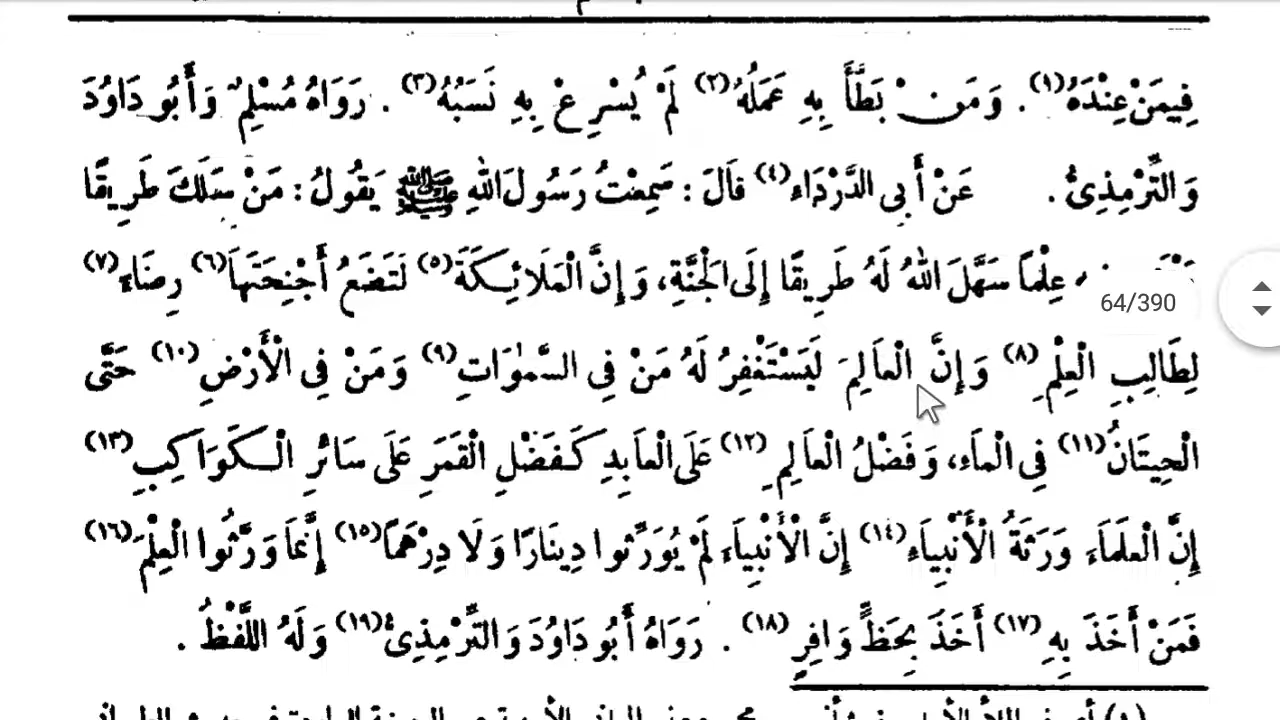 فِيمَنْ عِنْدَهُ(١). وَمَنْ بَطَّأَ بِهِ عَمَلُهُ(٢) لَمْ يُسْرِعْ بِهِ نَسَبُهُ(٣). رَوَاهُ مُسْلِمٌ وَأَبُو دَاوُدَ
وَالتِّرْمِذِىُّ. عَنْ أَبِى الدَّرْدَاءِ(٤) قَالَ: سَمِعْتُ رَسُولَ اللهِ ﷺ يَقُولُ: مَنْ سَلَكَ طَرِيقًا
عِلْمًا سَهَّلَ اللهُ لَهُ طَرِيقًا إِلَى الْجَنَّةِ، وَإِنَّ الْمَلَائِكَةَ(٥) لَتَضَعُ أَجْنِحَتَهَا(٦) رِضَاءً(٧)
64/390
لِطَالِبِ الْعِلْمِ(٨) وَإِنَّ الْعَالِمَ لَيَسْتَغْفِرُ لَهُ مَنْ فِى السَّمٰوَاتِ(٩) وَمَنْ فِى الْأَرْضِ(١٠) حَتَّى
الْحِيتَانُ(١١) فِى الْمَاءِ، وَفَضْلُ الْعَالِمِ(١٢) عَلَى الْعَابِدِ كَفَضْلِ الْقَمَرِ عَلَى سَائِرِ الْكَوَاكِبِ(١٣)
إِنَّ الْعُلَمَاءَ وَرَثَةُ الْأَنْبِيَاءِ(١٤) إِنَّ الْأَنْبِيَاءَ لَمْ يُوَرِّثُوا دِينَارًا وَلَا دِرْهَمًا(١٥) إِنَّمَا وَرَّثُوا الْعِلْمَ(١٦)
فَمَنْ أَخَذَ بِهِ(١٧) أَخَذَ بِحَظٍّ وَافِرٍ(١٨). رَوَاهُ أَبُو دَاوُدَ وَالتِّرْمِذِىُّ(١٩) وَلَهُ اللَّفْظُ.